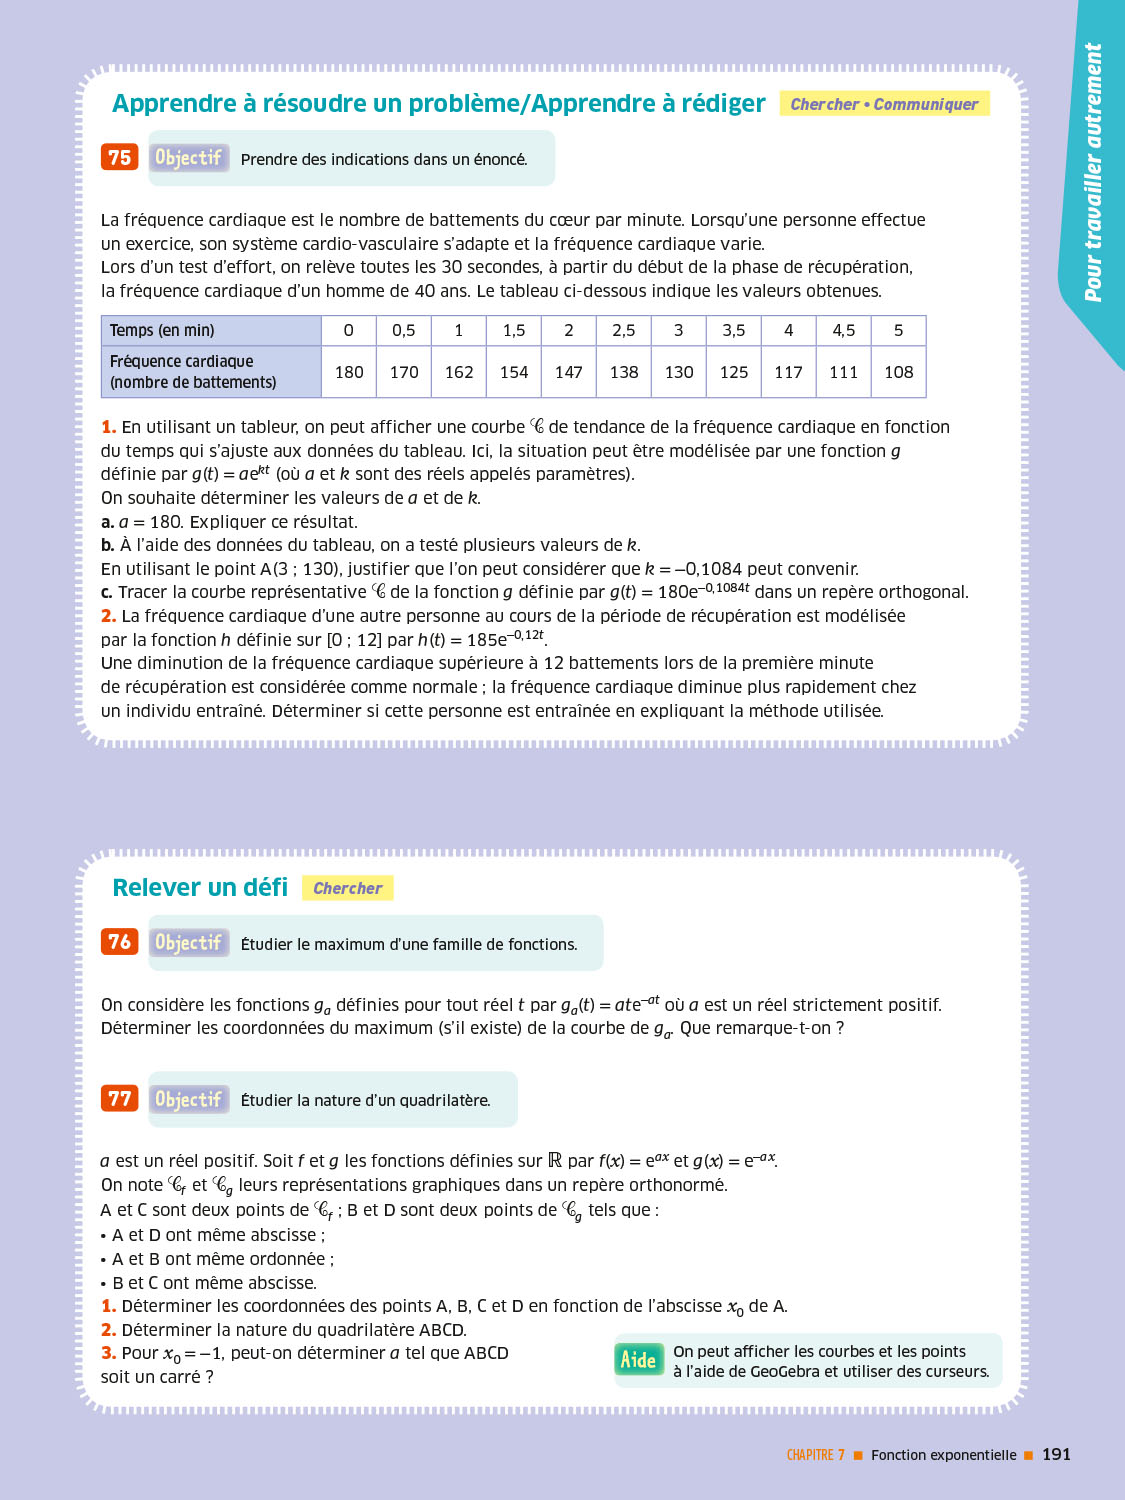 Pour travailler autrement
Apprendre à résoudre un problème/Apprendre à rédiger Chercher • Communiquer
75 Objectif Prendre des indications dans un énoncé.
La fréquence cardiaque est le nombre de battements du cœur par minute. Lorsqu’une personne effectue
un exercice, son système cardio-vasculaire s’adapte et la fréquence cardiaque varie.
Lors d’un test d’effort, on relève toutes les 30 secondes, à partir du début de la phase de récupération,
la fréquence cardiaque d’un homme de 40 ans. Le tableau ci-dessous indique les valeurs obtenues.
Temps (en min) 0 0,5 1 1,5 2 2,5 3 3,5 4 4,5 5
Fréquence cardiaque
(nombre de battements) 180 170 162 154 147 138 130 125 117 111 108
1. En utilisant un tableur, on peut afficher une courbe 𝒞 de tendance de la fréquence cardiaque en fonction
du temps qui s’ajuste aux données du tableau. Ici, la situation peut être modélisée par une fonction g
définie par g(t) = ae^{kt} (où a et k sont des réels appelés paramètres).
On souhaite déterminer les valeurs de a et de k.
a. a = 180. Expliquer ce résultat.
b. À l’aide des données du tableau, on a testé plusieurs valeurs de k.
En utilisant le point A(3 ; 130), justifier que l’on peut considérer que k = –0,1084 peut convenir.
c. Tracer la courbe représentative 𝒞 de la fonction g définie par g(t) = 180e^{–0,1084t} dans un repère orthogonal.
2. La fréquence cardiaque d’une autre personne au cours de la période de récupération est modélisée
par la fonction h définie sur [0 ; 12] par h(t) = 185e^{–0,12t}.
Une diminution de la fréquence cardiaque supérieure à 12 battements lors de la première minute
de récupération est considérée comme normale ; la fréquence cardiaque diminue plus rapidement chez
un individu entraîné. Déterminer si cette personne est entraînée en expliquant la méthode utilisée.
Relever un défi Chercher
76 Objectif Étudier le maximum d’une famille de fonctions.
On considère les fonctions g_a définies pour tout réel t par g_a(t) = ate^{–at} où a est un réel strictement positif.
Déterminer les coordonnées du maximum (s’il existe) de la courbe de g_a. Que remarque-t-on ?
77 Objectif Étudier la nature d’un quadrilatère.
a est un réel positif. Soit f et g les fonctions définies sur ℝ par f(x) = e^{ax} et g(x) = e^{–ax}.
On note 𝒞_f et 𝒞_g leurs représentations graphiques dans un repère orthonormé.
A et C sont deux points de 𝒞_f ; B et D sont deux points de 𝒞_g tels que :
• A et D ont même abscisse ;
• A et B ont même ordonnée ;
• B et C ont même abscisse.
1. Déterminer les coordonnées des points A, B, C et D en fonction de l’abscisse x_0 de A.
2. Déterminer la nature du quadrilatère ABCD.
3. Pour x_0 = –1, peut-on déterminer a tel que ABCD
soit un carré ?
Aide On peut afficher les courbes et les points
à l’aide de GeoGebra et utiliser des curseurs.
CHAPITRE 7 ■ Fonction exponentielle ■ 191